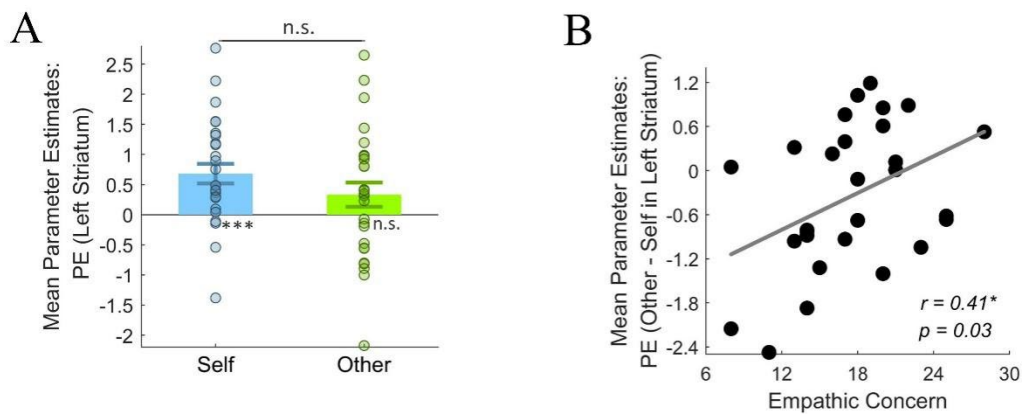 A
n.s.
Mean Parameter Estimates:
PE (Left Striatum)
2.5
2
1.5
1
0.5
0
-0.5
-1
-1.5
-2
***
n.s.
Self
Other
B
Mean Parameter Estimates:
PE (Other - Self in Left Striatum)
1.2
0.6
0
-0.6
-1.2
-1.8
-2.4
r = 0.41*
p = 0.03
6
12
18
24
30
Empathic Concern